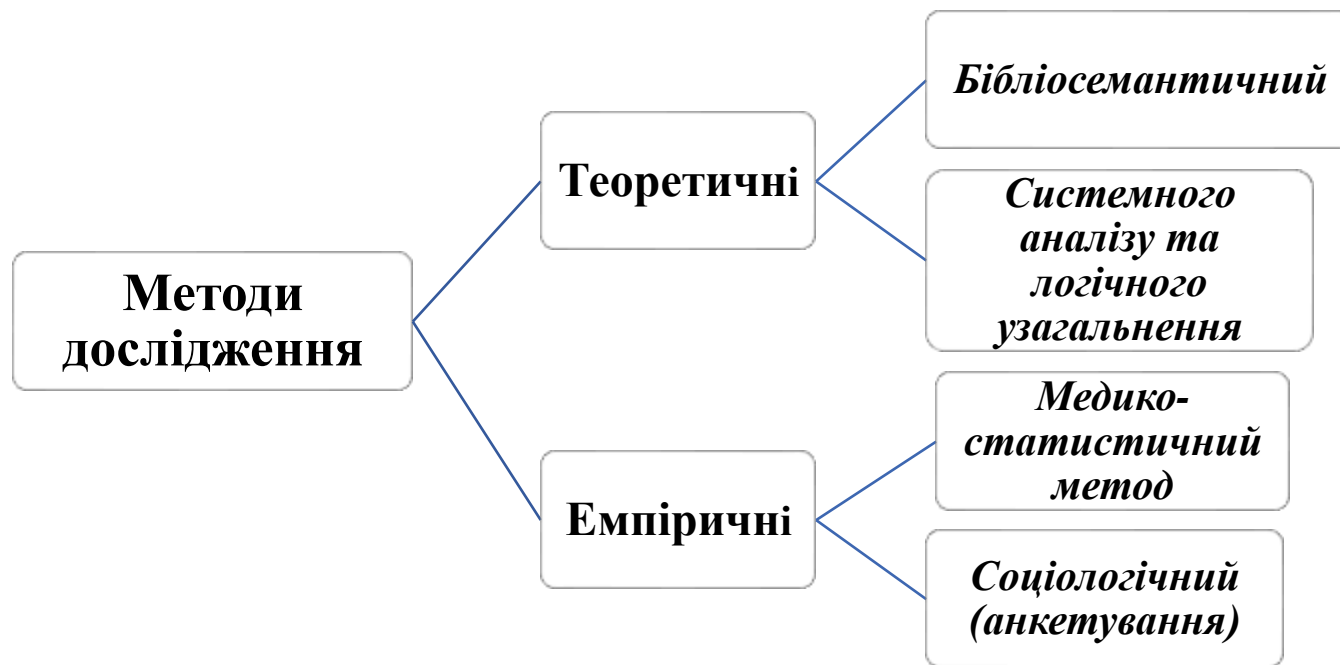 Бібліосемантичний
Теоретичні
Системного
аналізу та
логічного
узагальнення
Методи
дослідження
Медико-
статистичний
метод
Емпіричні
Соціологічний
(анкетування)